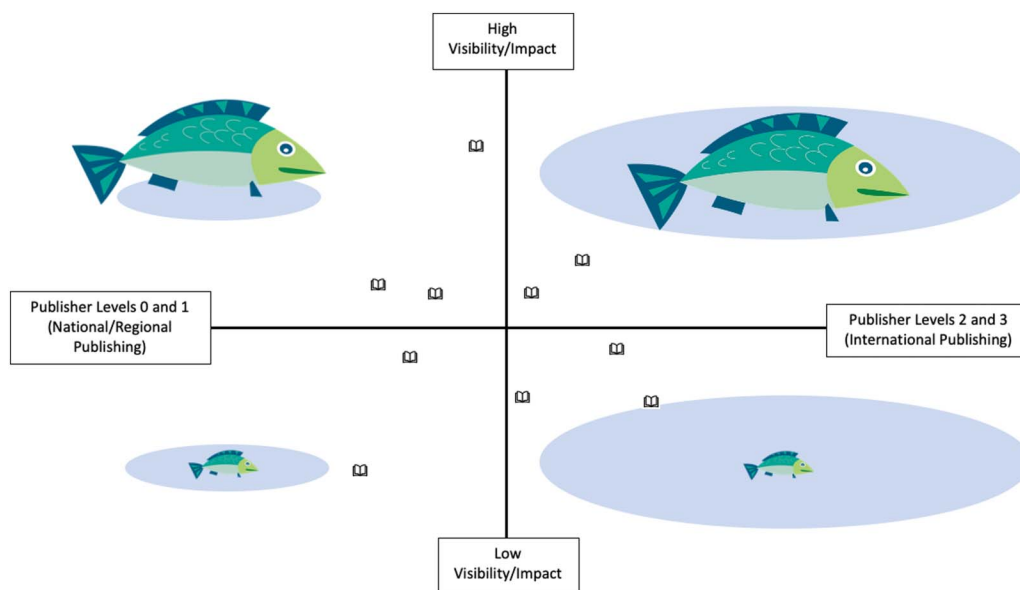 High
Visibility/Impact
Publisher Levels 0 and 1
(National/Regional
Publishing)
Publisher Levels 2 and 3
(International Publishing)
Low
Visibility/Impact